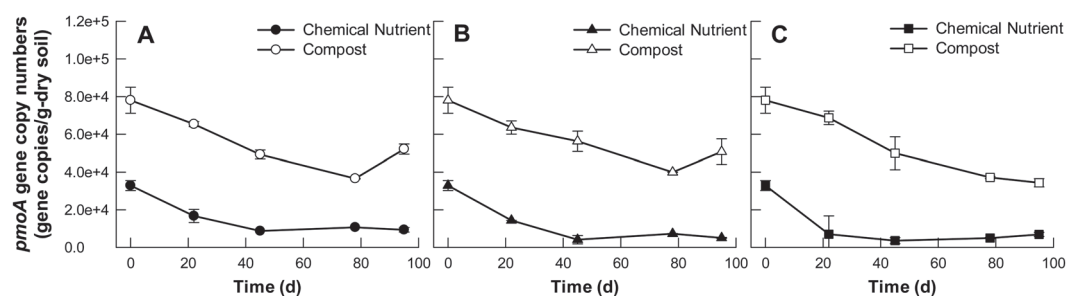 pmoA gene copy numbers
(gene copies/g-dry soil)
1.2e+5
1.0e+5
8.0e+4
6.0e+4
4.0e+4
2.0e+4
0.0
A
Chemical Nutrient
Compost
0 20 40 60 80 100
Time (d)
B
Chemical Nutrient
Compost
0 20 40 60 80 100
Time (d)
C
Chemical Nutrient
Compost
0 20 40 60 80 100
Time (d)